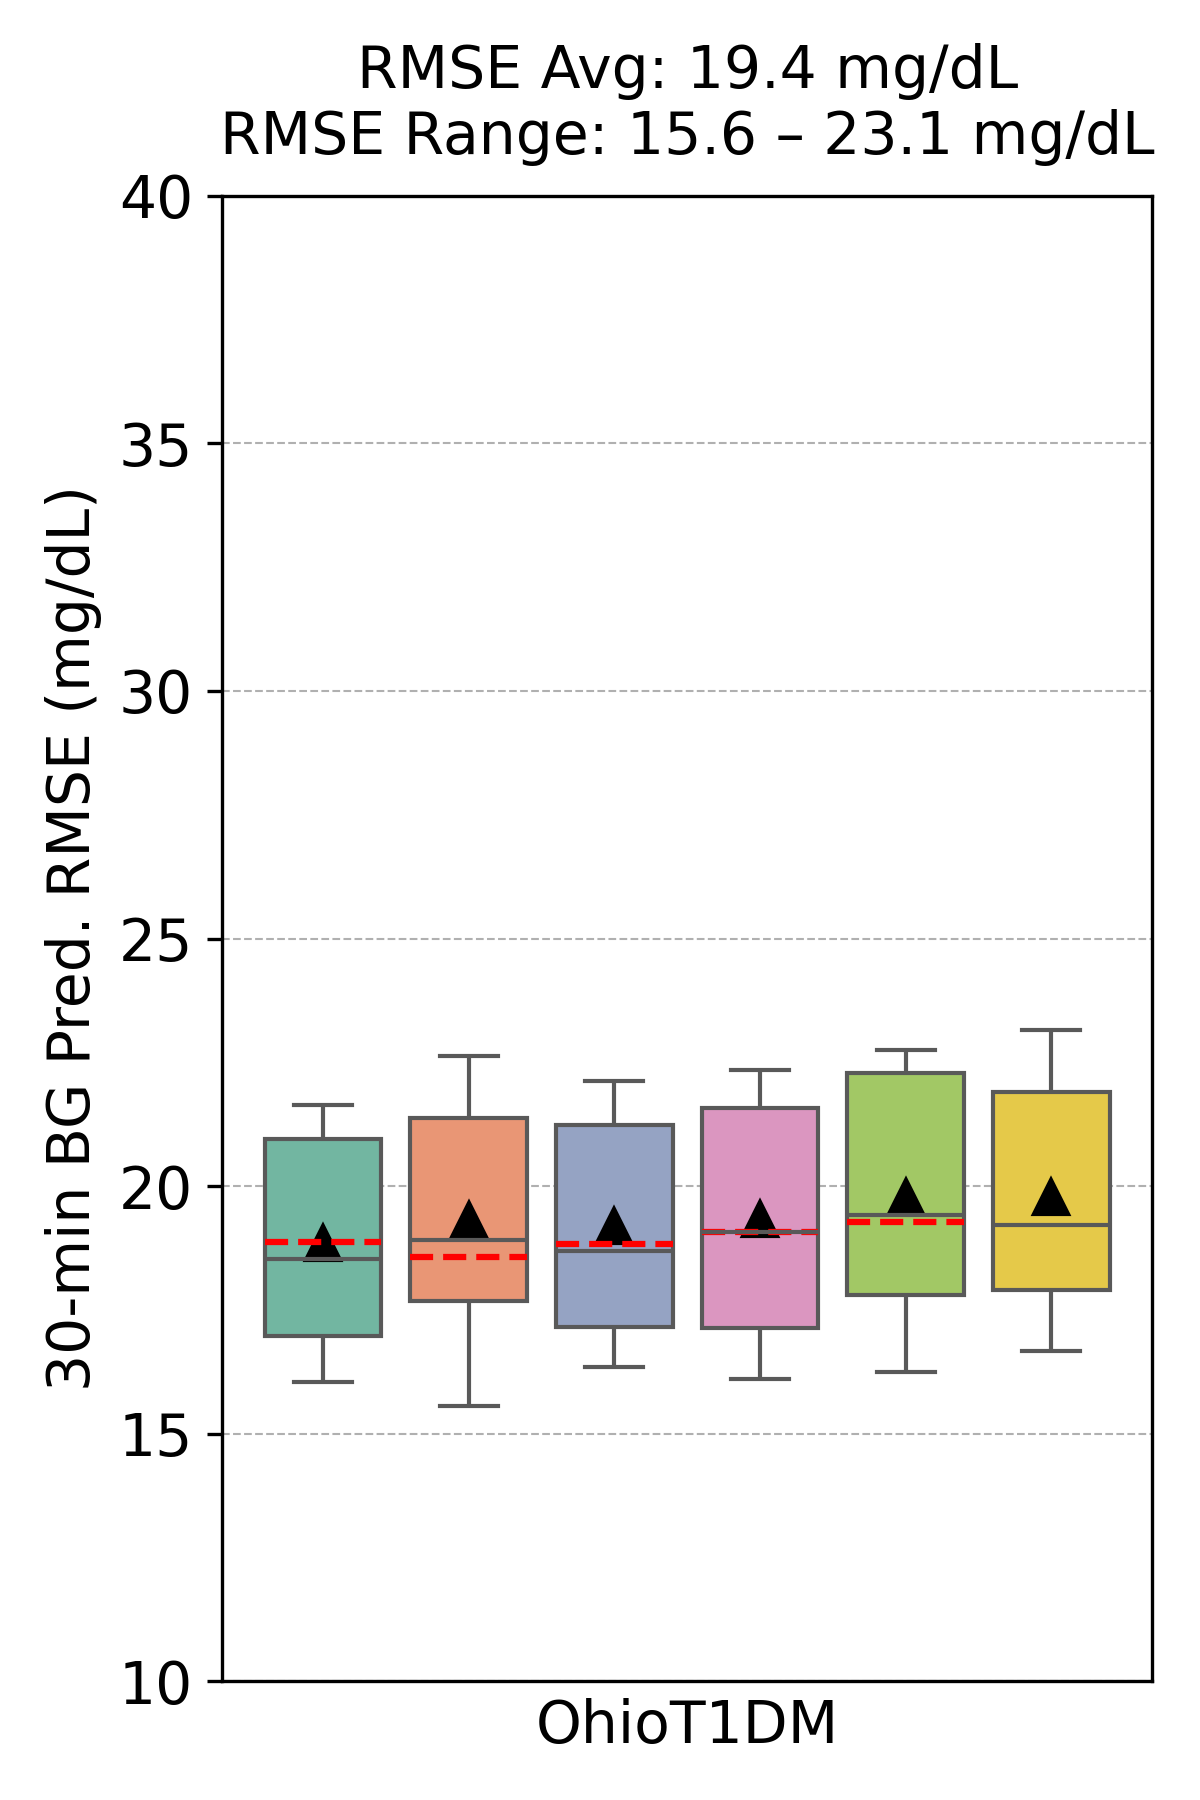 RMSE Avg: 19.4 mg/dL
RMSE Range: 15.6 – 23.1 mg/dL
30-min BG Pred. RMSE (mg/dL)
40
35
30
25
20
15
10
OhioT1DM